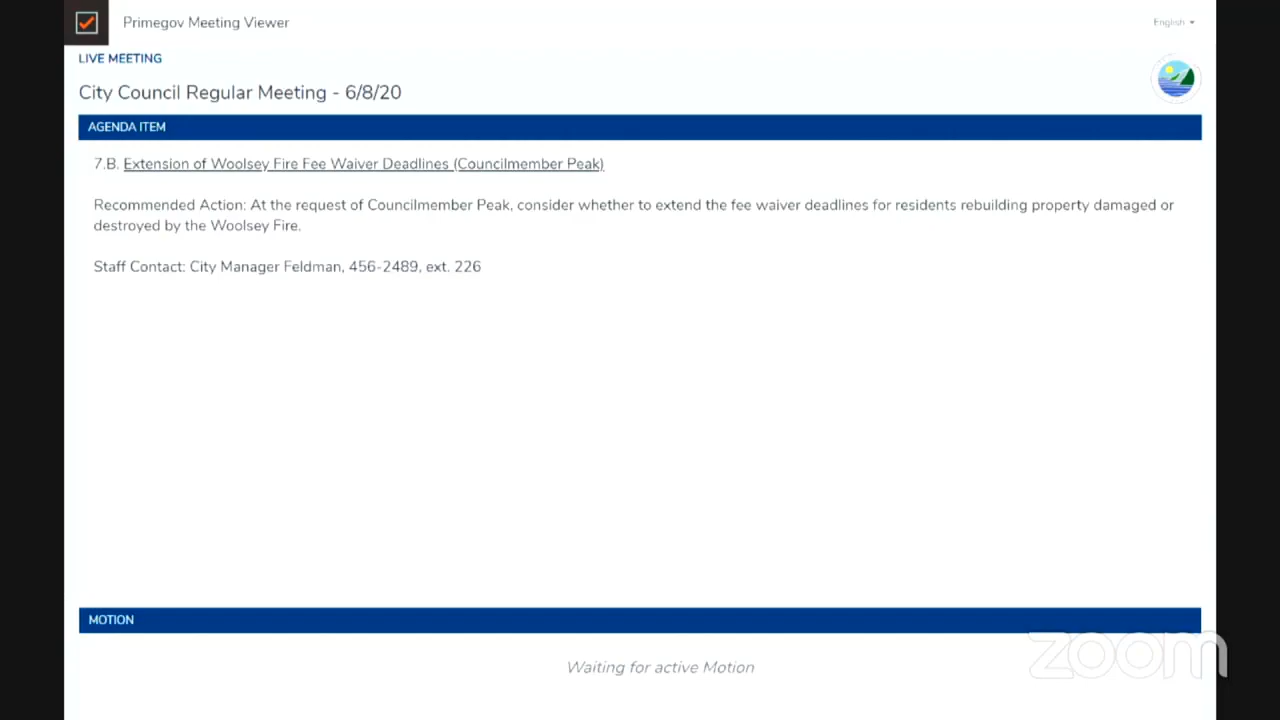 Primegov Meeting Viewer
English
LIVE MEETING
City Council Regular Meeting - 6/8/20
AGENDA ITEM
7.B. Extension of Woolsey Fire Fee Waiver Deadlines (Councilmember Peak)
Recommended Action: At the request of Councilmember Peak, consider whether to extend the fee waiver deadlines for residents rebuilding property damaged or
destroyed by the Woolsey Fire.
Staff Contact: City Manager Feldman, 456-2489, ext. 226
MOTION
Waiting for active Motion
zoom